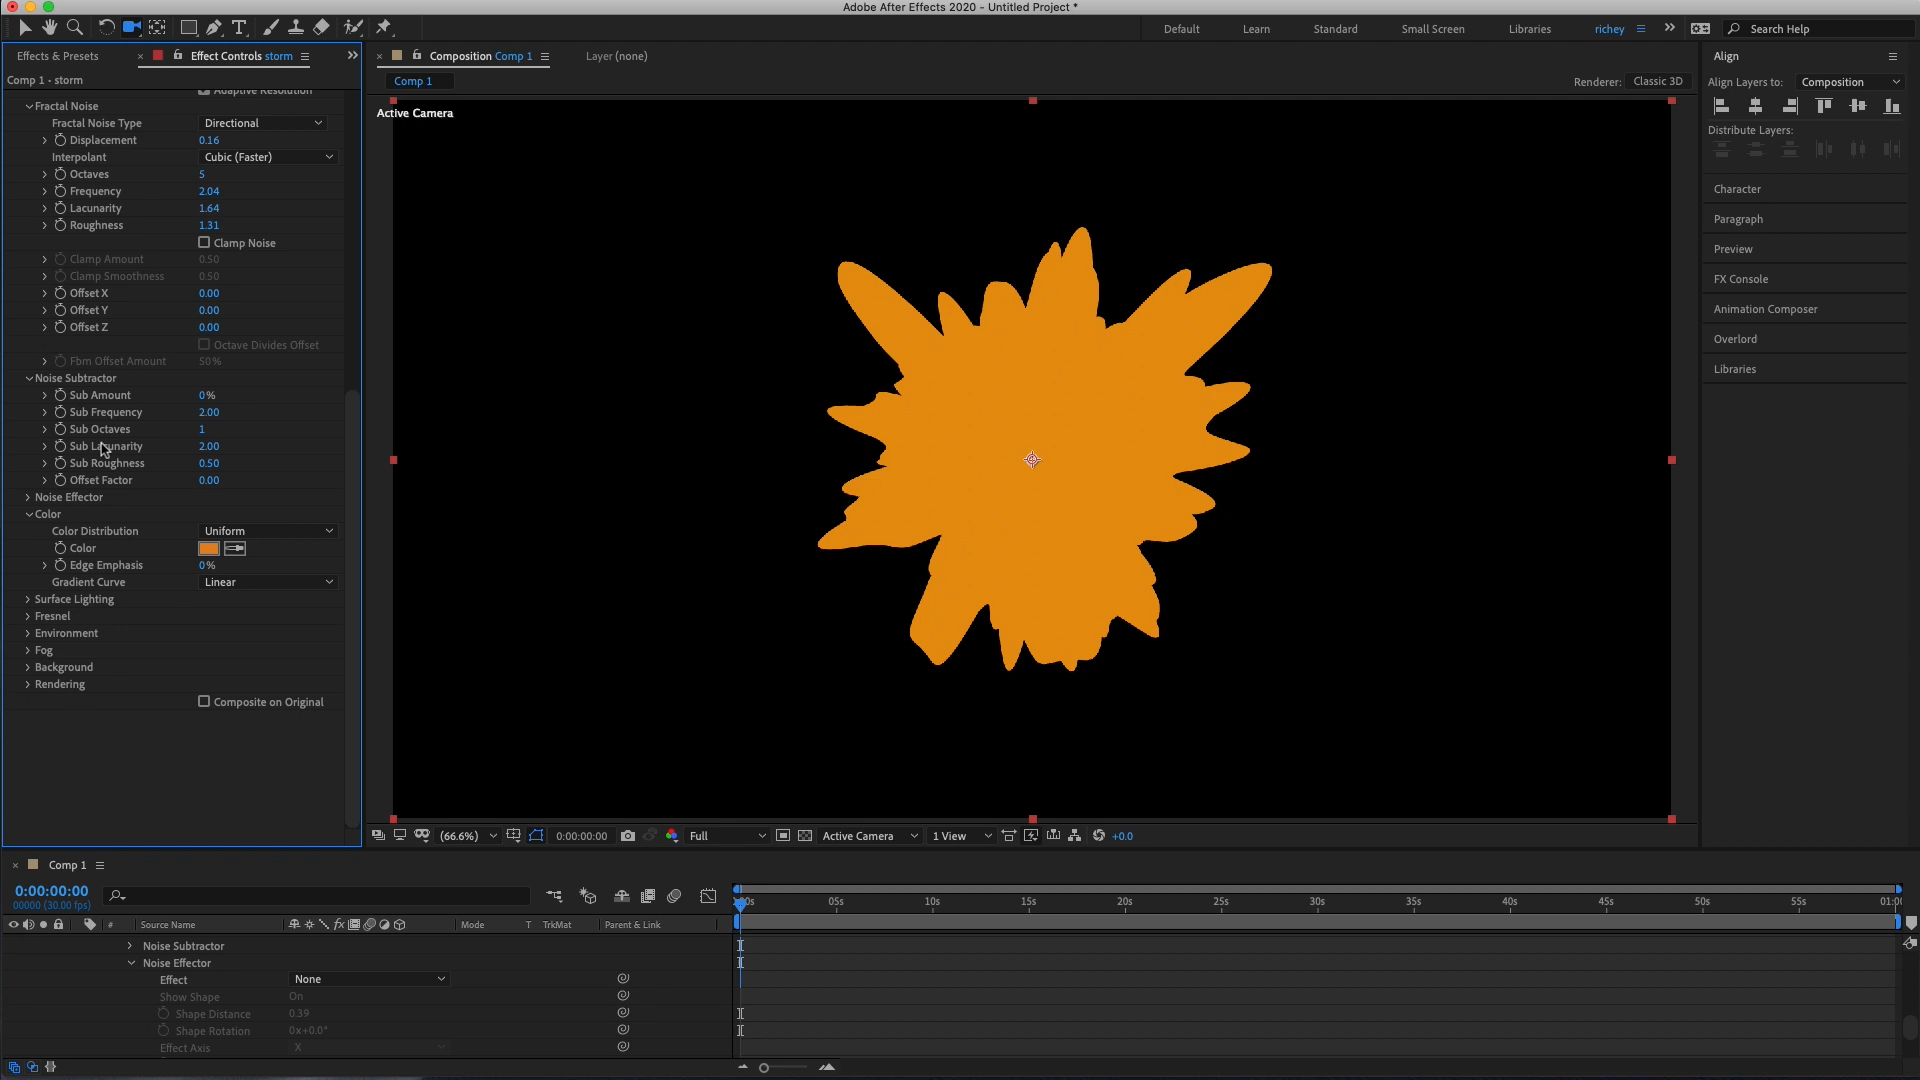 Adobe After Effects 2020 - Untitled Project *
Default
Learn
Standard
Small Screen
Libraries
richey
Search Help
Effects & Presets
Effect Controls storm
Composition Comp 1
Layer (none)
Align
Comp 1 • storm
Comp 1
Renderer: Classic 3D
Align Layers to: Composition
Adaptive Resolution
Fractal Noise
Active Camera
Fractal Noise Type Directional
Displacement 0.16
Distribute Layers:
Interpolant Cubic (Faster)
Octaves 5
Frequency 2.04
Character
Lacunarity 1.64
Paragraph
Roughness 1.31
Clamp Noise
Preview
Clamp Amount 0.50
Clamp Smoothness 0.50
FX Console
Offset X 0.00
Offset Y 0.00
Animation Composer
Offset Z 0.00
Overlord
Octave Divides Offset
Fbm Offset Amount 50%
Libraries
Noise Subtractor
Sub Amount 0%
Sub Frequency 2.00
Sub Octaves 1
Sub Lacunarity 2.00
Sub Roughness 0.50
Offset Factor 0.00
Noise Effector
Color
Color Distribution Uniform
Color
Edge Emphasis 0%
Gradient Curve Linear
Surface Lighting
Fresnel
Environment
Fog
Background
Rendering
Composite on Original
(66.6%) 0:00:00:00 Full Active Camera 1 View +0.0
Comp 1
0:00:00:00
00000 (30.00 fps)
05s 10s 15s 20s 25s 30s 35s 40s 45s 50s 55s
# Source Name Mode T TrkMat Parent & Link
Noise Subtractor
Noise Effector
Effect None
Show Shape On
Shape Distance 0.39
Shape Rotation 0x+0.0°
Effect Axis X